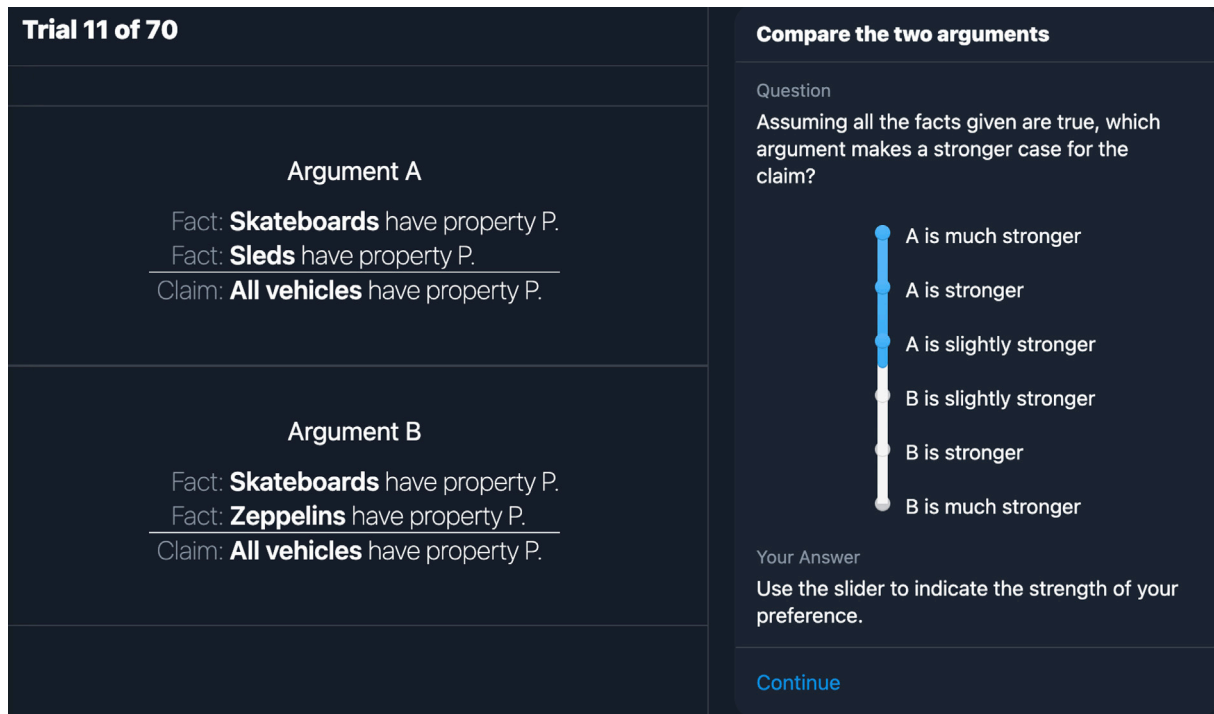 Trial 11 of 70
Argument A
Fact: Skateboards have property P.
Fact: Sleds have property P.
Claim: All vehicles have property P.
Argument B
Fact: Skateboards have property P.
Fact: Zeppelins have property P.
Claim: All vehicles have property P.
Compare the two arguments
Question
Assuming all the facts given are true, which
argument makes a stronger case for the
claim?
A is much stronger
A is stronger
A is slightly stronger
B is slightly stronger
B is stronger
B is much stronger
Your Answer
Use the slider to indicate the strength of your
preference.
Continue